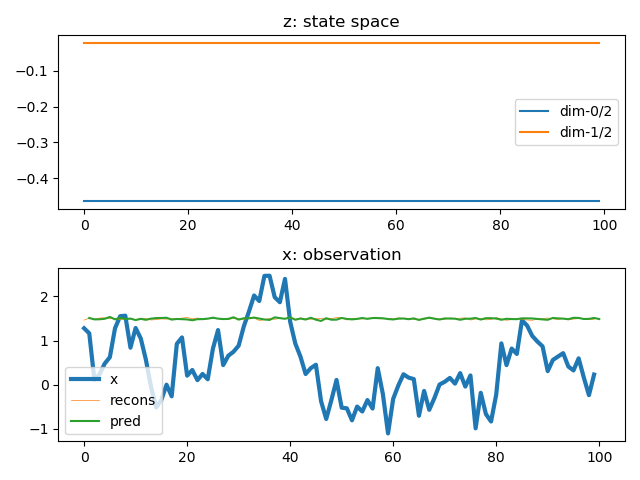 z: state space
−0.1
−0.2
−0.3
−0.4
dim-0/2
dim-1/2
0 20 40 60 80 100
x: observation
2
1
0
−1
x
recons
pred
0 20 40 60 80 100